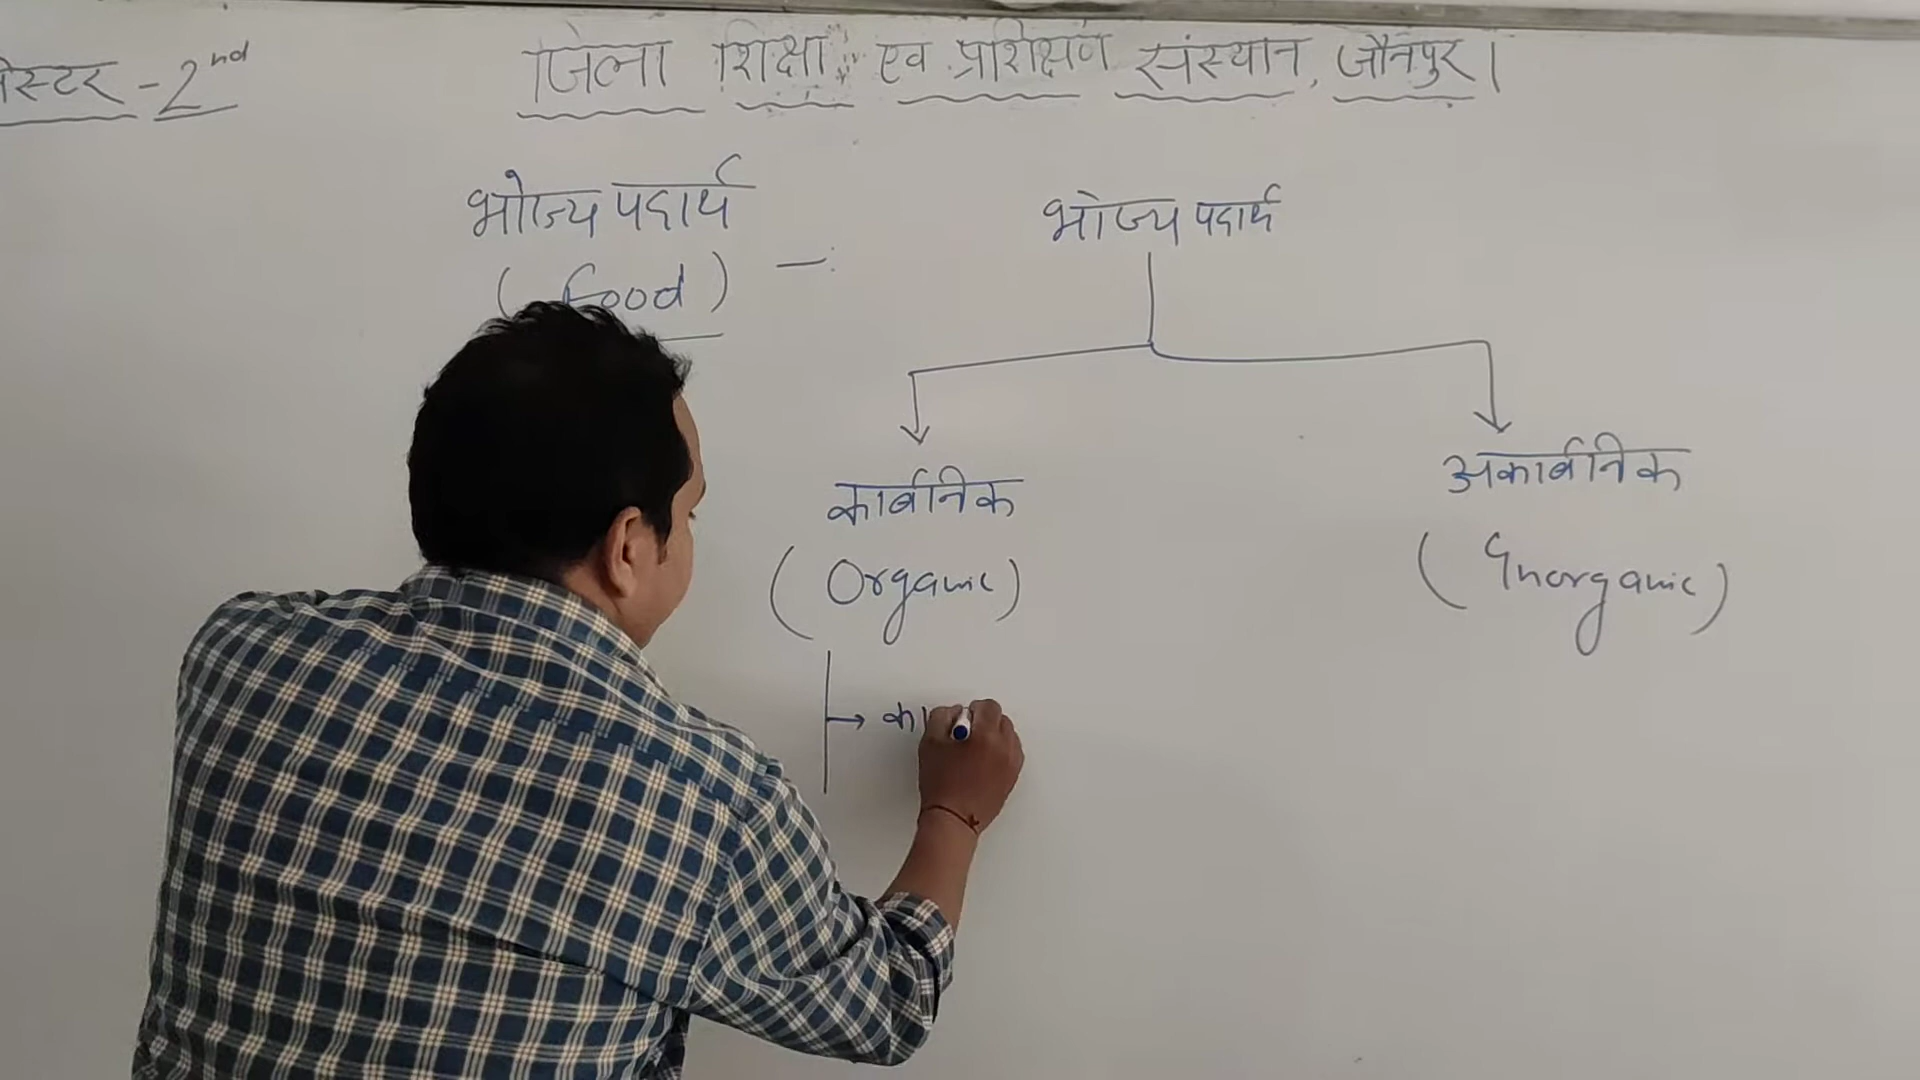 सेस्टर - 2nd
जिला शिक्षा एव प्रशिक्षण संस्थान, जौनपुर।
भोज्य पदार्थ
(Food) —:
भोज्य पदार्थ
कार्बनिक
(Organic)
→ का
अकार्बनिक
(Inorganic)